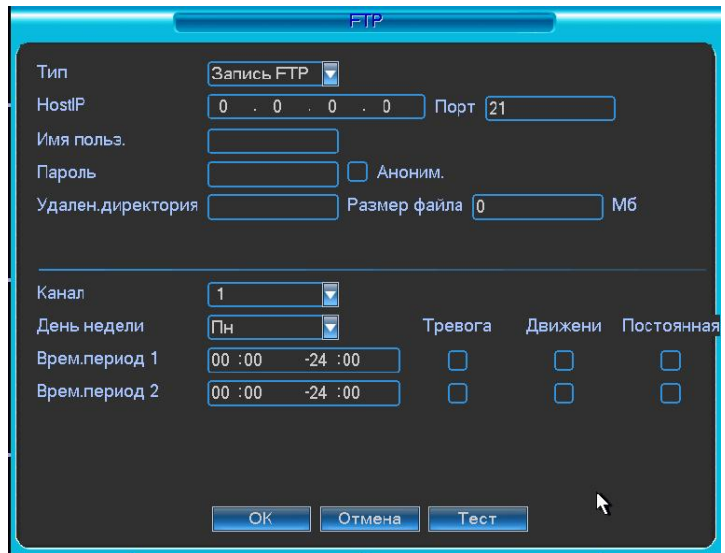 FTP
Тип Запись FTP
HostIP 0 . 0 . 0 . 0 Порт 21
Имя польз.
Пароль Аноним.
Удален.директория Размер файла 0 Мб
Канал 1
День недели Пн Тревога Движени Постоянная
Врем.период 1 00 :00 -24 :00
Врем.период 2 00 :00 -24 :00
OK Отмена Тест